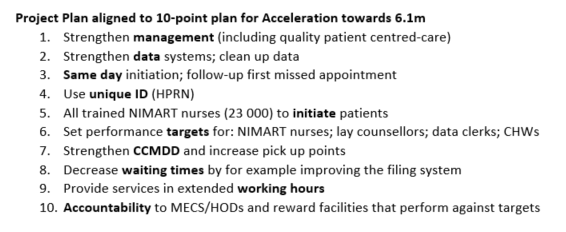 Project Plan aligned to 10-point plan for Acceleration towards 6.1m
1. Strengthen management (including quality patient centred-care)
2. Strengthen data systems; clean up data
3. Same day initiation; follow-up first missed appointment
4. Use unique ID (HPRN)
5. All trained NIMART nurses (23 000) to initiate patients
6. Set performance targets for: NIMART nurses; lay counsellors; data clerks; CHWs
7. Strengthen CCMDD and increase pick up points
8. Decrease waiting times by for example improving the filing system
9. Provide services in extended working hours
10. Accountability to MECS/HODs and reward facilities that perform against targets